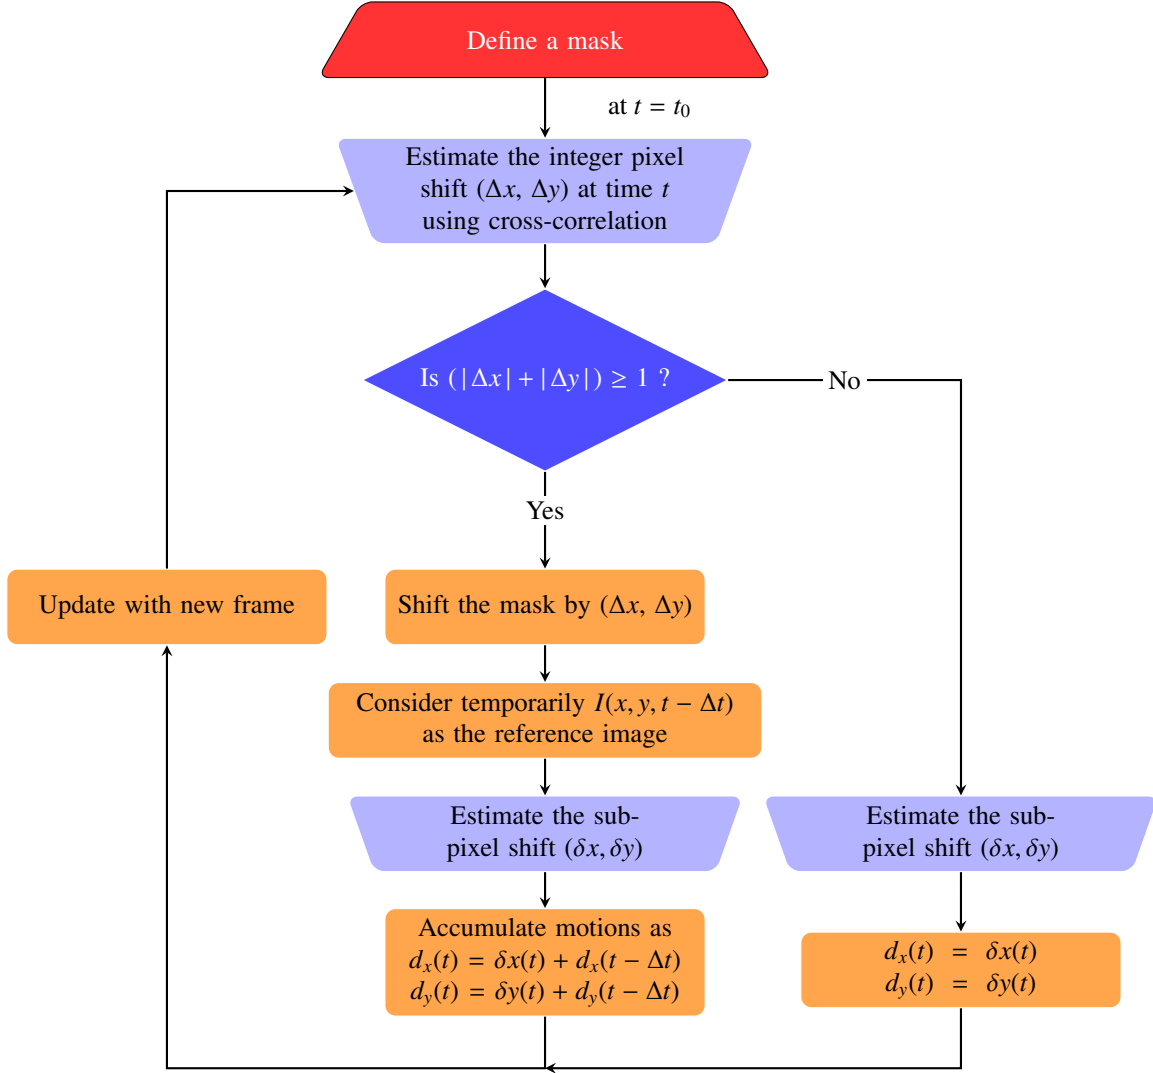 Define a mask
at t = t₀
Estimate the integer pixel
shift (Δx, Δy) at time t
using cross-correlation
Is (|Δx| + |Δy|) ≥ 1 ?
No
Yes
Update with new frame
Shift the mask by (Δx, Δy)
Consider temporarily I(x, y, t − Δt)
as the reference image
Estimate the sub-
pixel shift (δx, δy)
Estimate the sub-
pixel shift (δx, δy)
Accumulate motions as
dₓ(t) = δx(t) + dₓ(t − Δt)
d_y(t) = δy(t) + d_y(t − Δt)
dₓ(t) = δx(t)
d_y(t) = δy(t)